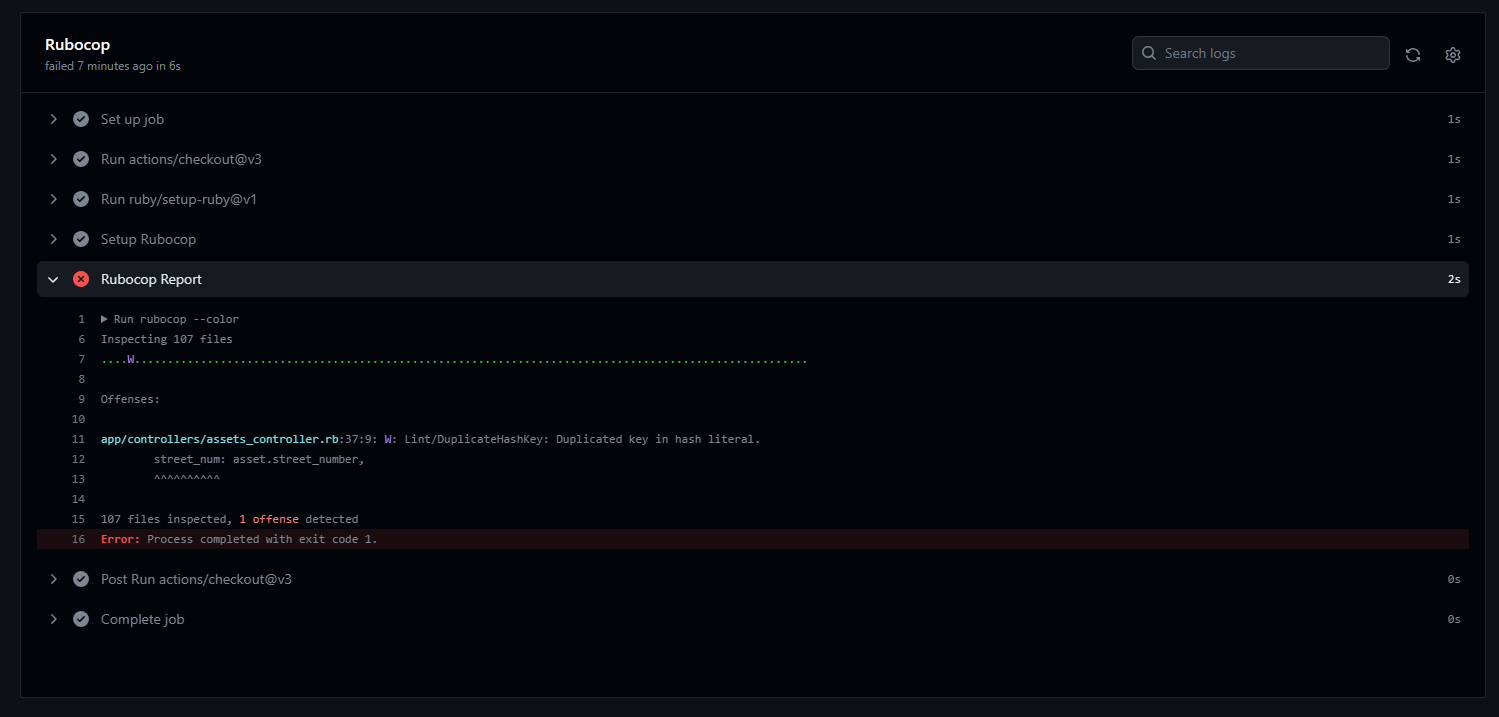 Rubocop
failed 7 minutes ago in 6s
Search logs
Set up job 1s
Run actions/checkout@v3 1s
Run ruby/setup-ruby@v1 1s
Setup Rubocop 1s
Rubocop Report 2s
1 ▶ Run rubocop --color
6 Inspecting 107 files
7 ....W......................................................................................................
8
9 Offenses:
10
11 app/controllers/assets_controller.rb:37:9: W: Lint/DuplicateHashKey: Duplicated key in hash literal.
12 street_num: asset.street_number,
13 ^^^^^^^^^^
14
15 107 files inspected, 1 offense detected
16 Error: Process completed with exit code 1.
Post Run actions/checkout@v3 0s
Complete job 0s